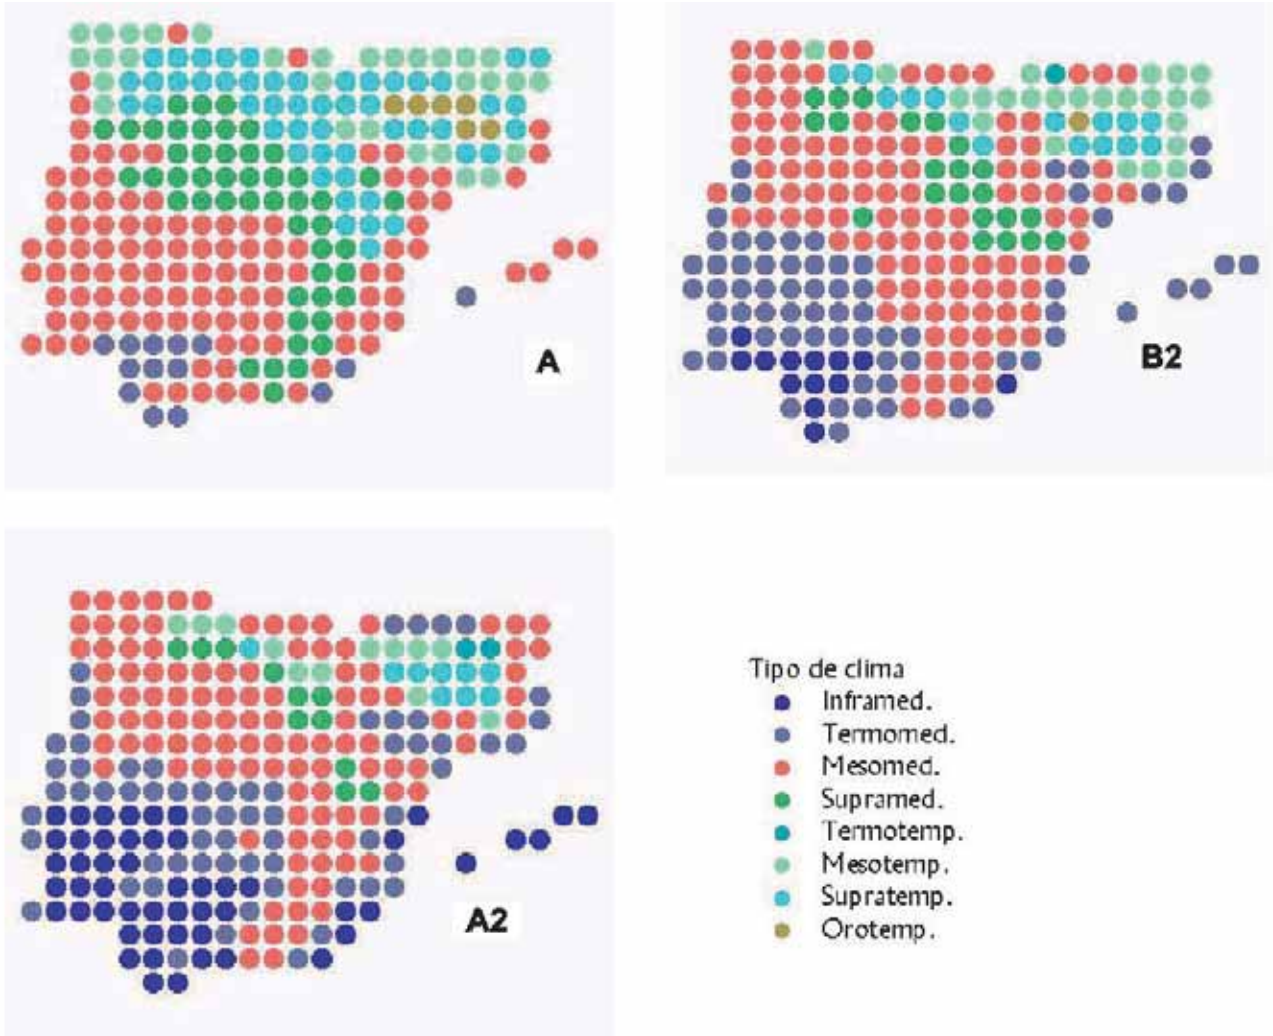 A
B2
A2
Tipo de clima
Inframed.
Termomed.
Mesomed.
Supramed.
Termotemp.
Mesotemp.
Supratemp.
Orotemp.